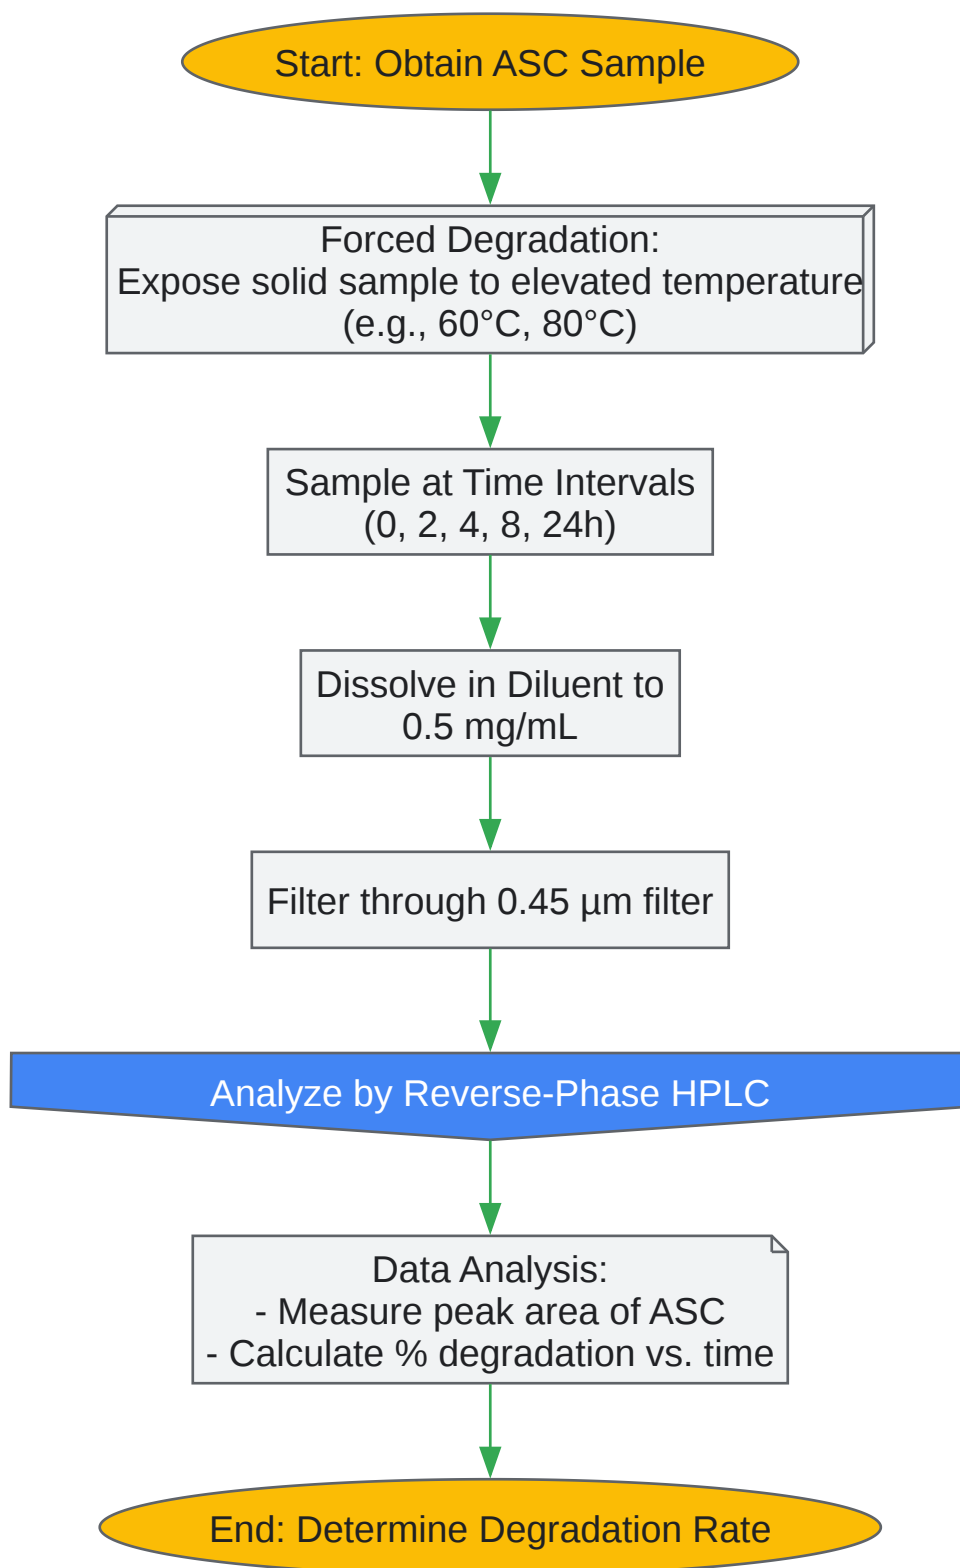 Start: Obtain ASC Sample
Forced Degradation:
Expose solid sample to elevated temperature
(e.g., 60°C, 80°C)
Sample at Time Intervals
(0, 2, 4, 8, 24h)
Dissolve in Diluent to
0.5 mg/mL
Filter through 0.45 µm filter
Analyze by Reverse-Phase HPLC
Data Analysis:
- Measure peak area of ASC
- Calculate % degradation vs. time
End: Determine Degradation Rate